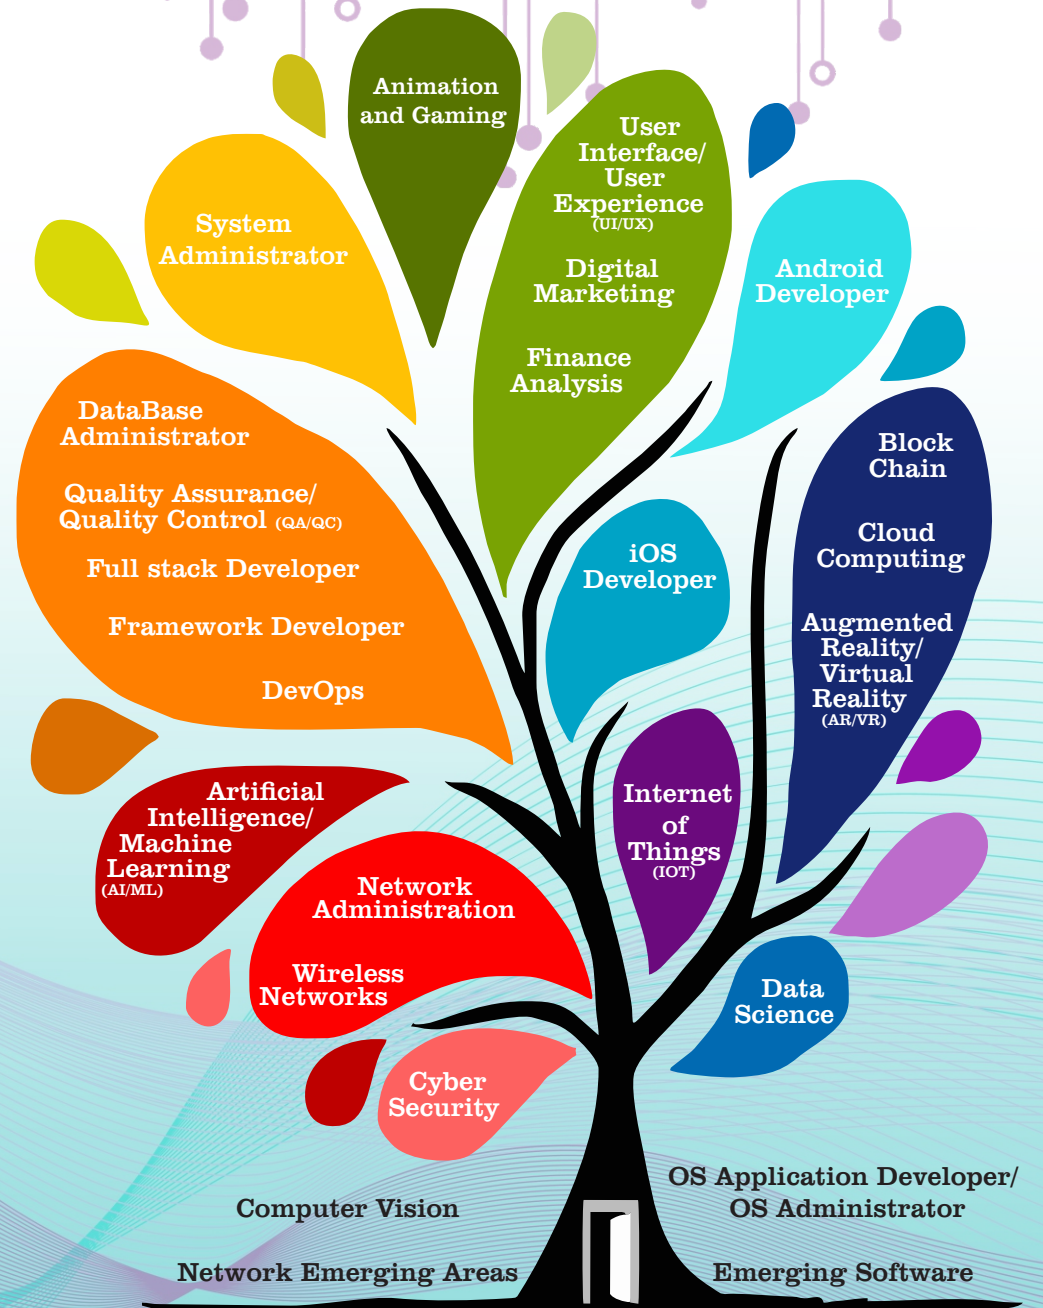 Animation
and Gaming
User
Interface/
User
Experience
(UI/UX)
Digital
Marketing
Finance
Analysis
System
Administrator
Android
Developer
DataBase
Administrator
Quality Assurance/
Quality Control (QA/QC)
Full stack Developer
Framework Developer
DevOps
iOS
Developer
Block
Chain
Cloud
Computing
Augmented
Reality/
Virtual
Reality
(AR/VR)
Artificial
Intelligence/
Machine
Learning
(AI/ML)
Internet
of
Things
(IOT)
Network
Administration
Wireless
Networks
Data
Science
Cyber
Security
Computer Vision
Network Emerging Areas
OS Application Developer/
OS Administrator
Emerging Software